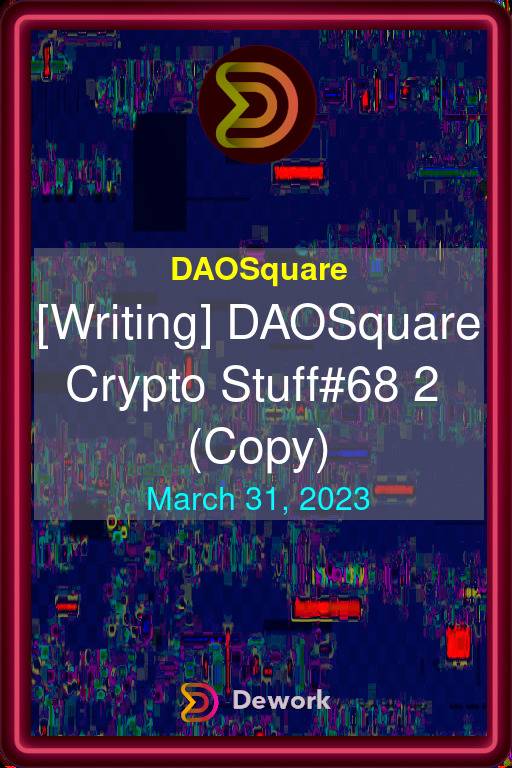 DAOSquare
[Writing] DAOSquare
Crypto Stuff#68 2
(Copy)
March 31, 2023
Dework